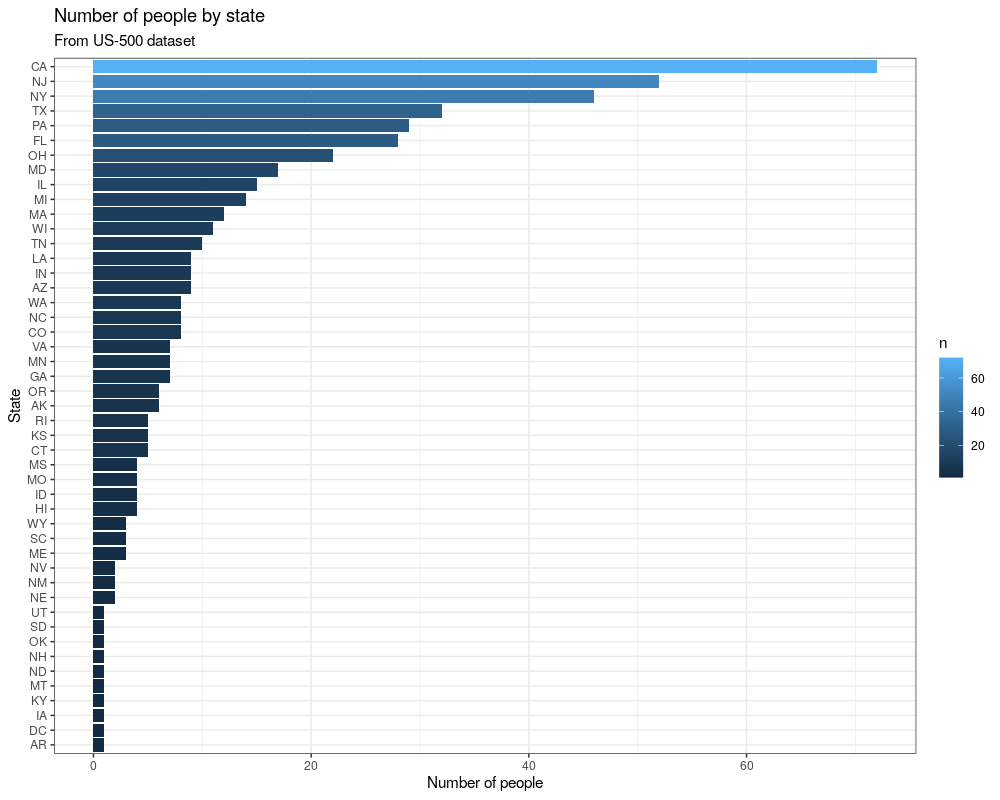 Number of people by state
From US-500 dataset
CA
NJ
NY
TX
PA
FL
OH
MD
IL
MI
MA
WI
TN
LA
IN
AZ
WA
NC
CO
VA
MN
GA
OR
AK
RI
KS
CT
MS
MO
ID
HI
WY
SC
ME
NV
NM
NE
UT
SD
OK
NH
ND
MT
KY
IA
DC
AR
State
0 20 40 60
Number of people
n
60
40
20